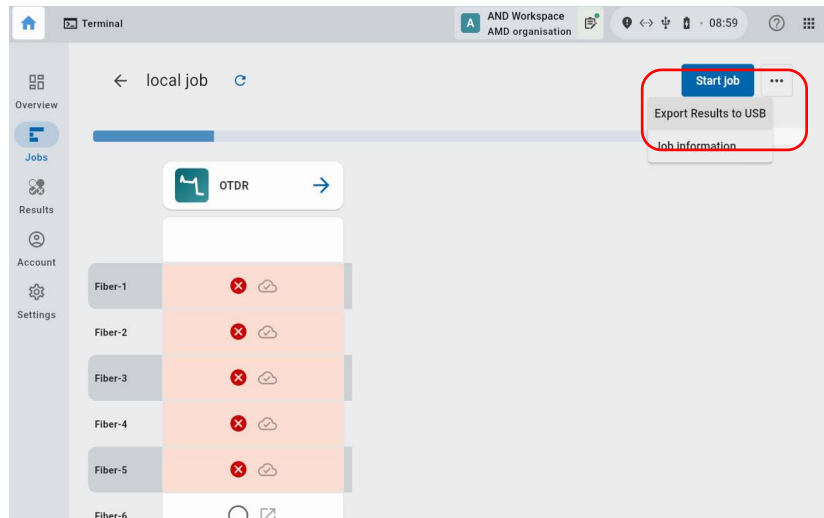 Terminal
A
AND Workspace
AMD organisation
08:59
Overview
Jobs
Results
Account
Settings
local job
Start job
Export Results to USB
Job information
OTDR
Fiber-1
Fiber-2
Fiber-3
Fiber-4
Fiber-5
Fiber-6